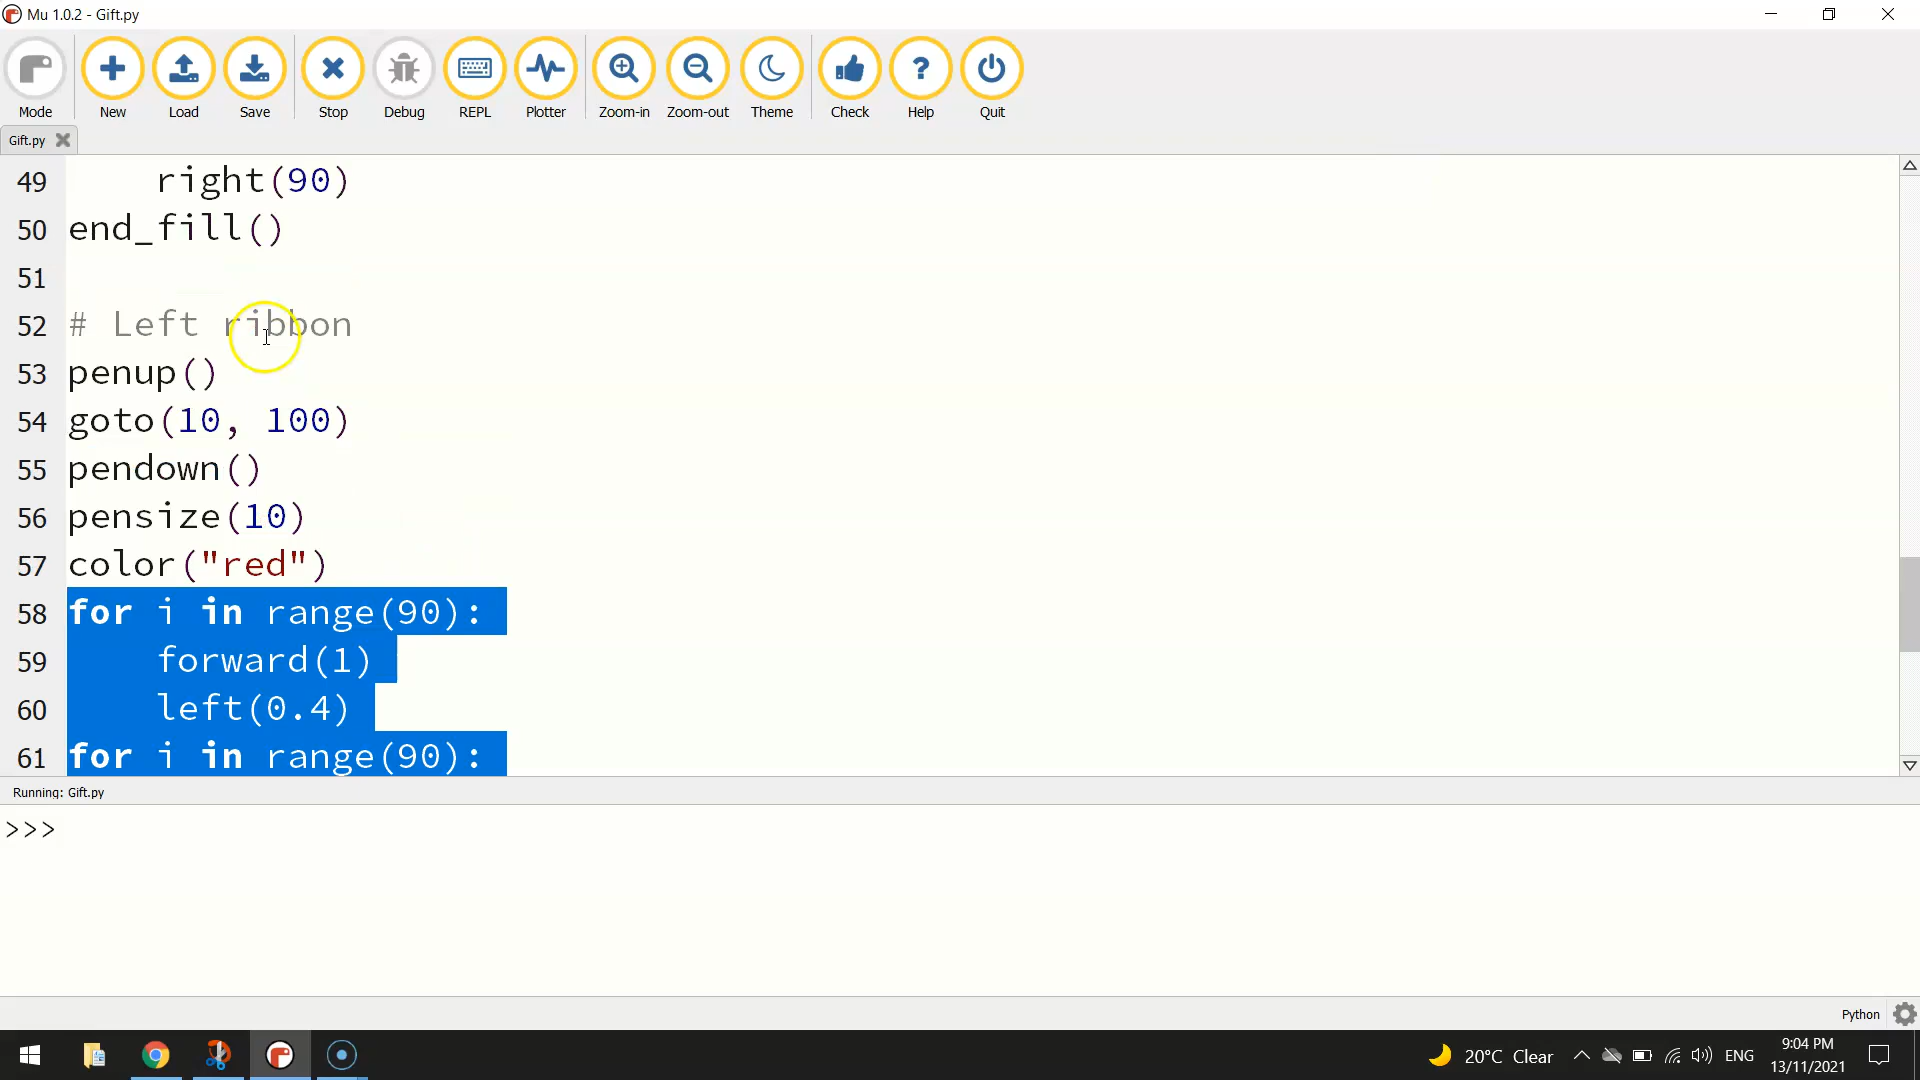 Mu 1.0.2 - Gift.py
Mode New Load Save Stop Debug REPL Plotter Zoom-in Zoom-out Theme Check Help Quit
Gift.py
49     right(90)
50 end_fill()
51
52 # Left ribbon
53 penup()
54 goto(10, 100)
55 pendown()
56 pensize(10)
57 color("red")
58 for i in range(90):
59     forward(1)
60     left(0.4)
61 for i in range(90):
Running: Gift.py
>>>
Python
20°C Clear ENG 9:04 PM
13/11/2021